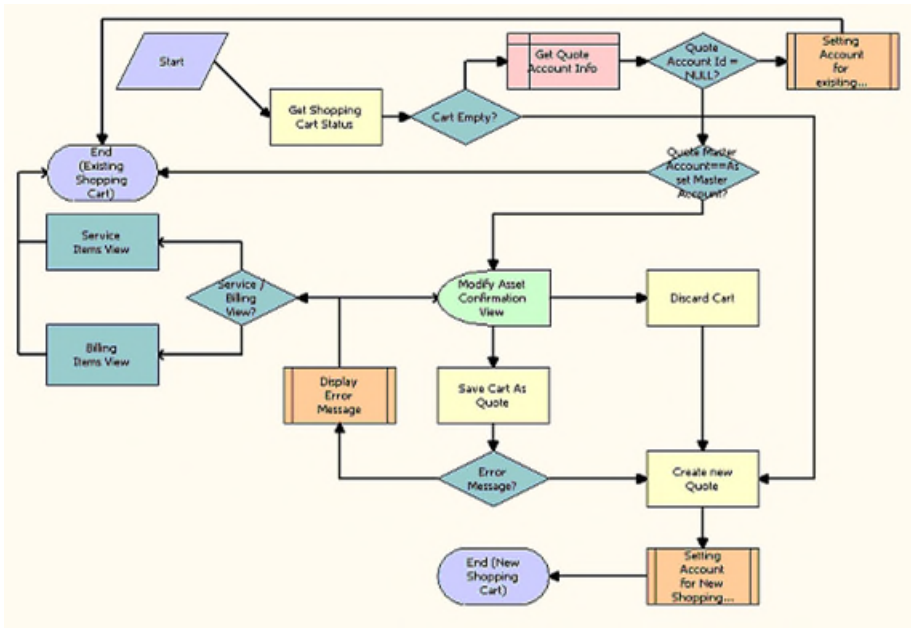 Start
Get Shopping
Cart Status
Cart Empty?
Get Quote
Account Info
Quote
Account Id =
NULL?
Setting
Account
for
existing...
End
(Existing
Shopping
Cart)
Quote Master
Account==As
set Master
Account?
Service
Items View
Service /
Billing
View?
Modify Asset
Confirmation
View
Discard Cart
Billing
Items View
Display
Error
Message
Save Cart As
Quote
Error
Message?
Create new
Quote
End (New
Shopping
Cart)
Setting
Account
for New
Shopping...